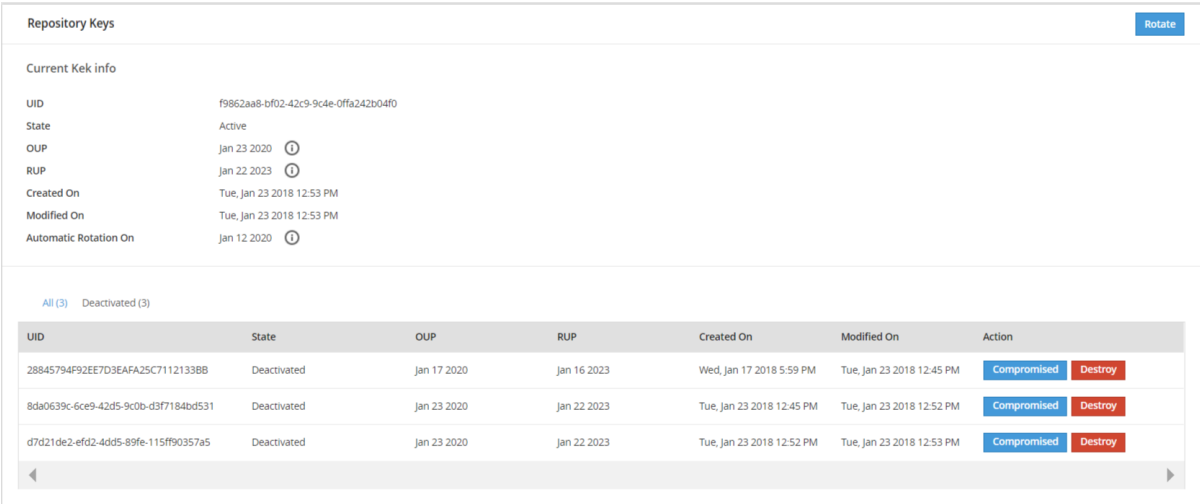 Repository Keys
Rotate
Current Kek info
UID f9862aa8-bf02-42c9-9c4e-0ffa242b04f0
State Active
OUP Jan 23 2020
RUP Jan 22 2023
Created On Tue, Jan 23 2018 12:53 PM
Modified On Tue, Jan 23 2018 12:53 PM
Automatic Rotation On Jan 12 2020
All (3) Deactivated (3)
UID State OUP RUP Created On Modified On Action
28845794F92EE7D3EAFA25C7112133BB Deactivated Jan 17 2020 Jan 16 2023 Wed, Jan 17 2018 5:59 PM Tue, Jan 23 2018 12:45 PM Compromised Destroy
8da0639c-6ce9-42d5-9c0b-d3f7184bd531 Deactivated Jan 23 2020 Jan 22 2023 Tue, Jan 23 2018 12:45 PM Tue, Jan 23 2018 12:52 PM Compromised Destroy
d7d21de2-efd2-4dd5-89fe-115ff90357a5 Deactivated Jan 23 2020 Jan 22 2023 Tue, Jan 23 2018 12:52 PM Tue, Jan 23 2018 12:53 PM Compromised Destroy